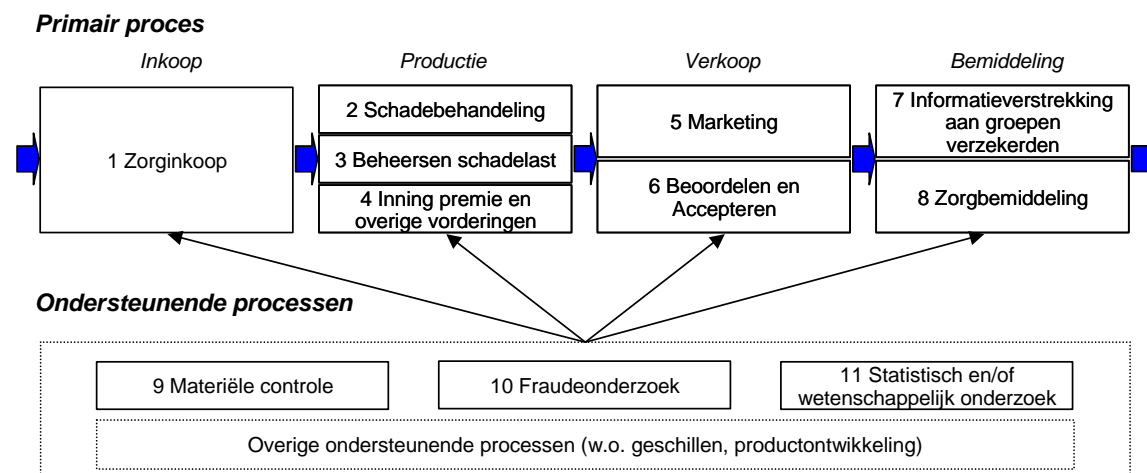 Primair proces
Inkoop
Productie
Verkoop
Bemiddeling
1 Zorginkoop
2 Schadebehandeling
3 Beheersen schadelast
4 Inning premie en
overige vorderingen
5 Marketing
6 Beoordelen en
Accepteren
7 Informatieverstrekking
aan groepen
verzekerden
8 Zorgbemiddeling
Ondersteunende processen
9 Materiële controle
10 Fraudeonderzoek
11 Statistisch en/of
wetenschappelijk onderzoek
Overige ondersteunende processen (w.o. geschillen, productontwikkeling)